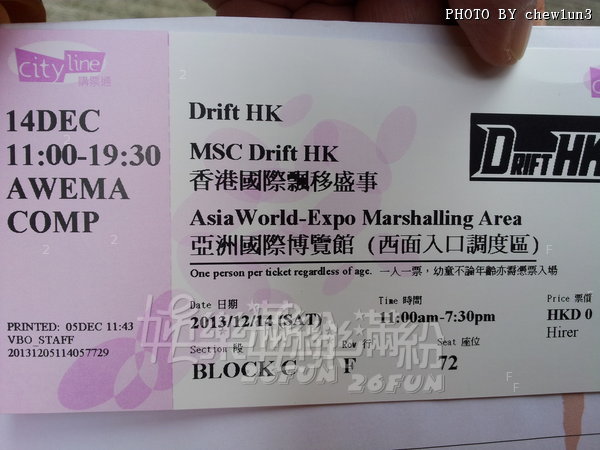 PHOTO BY chew1un3
cityline
購票通
14DEC
11:00-19:30
AWEMA
COMP
PRINTED: 05DEC 11:43
VBO_STAFF
20131205114057729
Drift HK
MSC Drift HK
香港國際飄移盛事
AsiaWorld-Expo Marshalling Area
亞洲國際博覽館 (西面入口調度區)
One person per ticket regardless of age. 一人一票，幼童不論年齡亦需憑票入場
Date 日期 Time 時間 Price 票價
2013/12/14 (SAT) 11:00am-7:30pm HKD 0
Hirer
Section 段 Row 行 Seat 座位
BLOCK C F 72
DRIFT HK
26FUN 26FUN